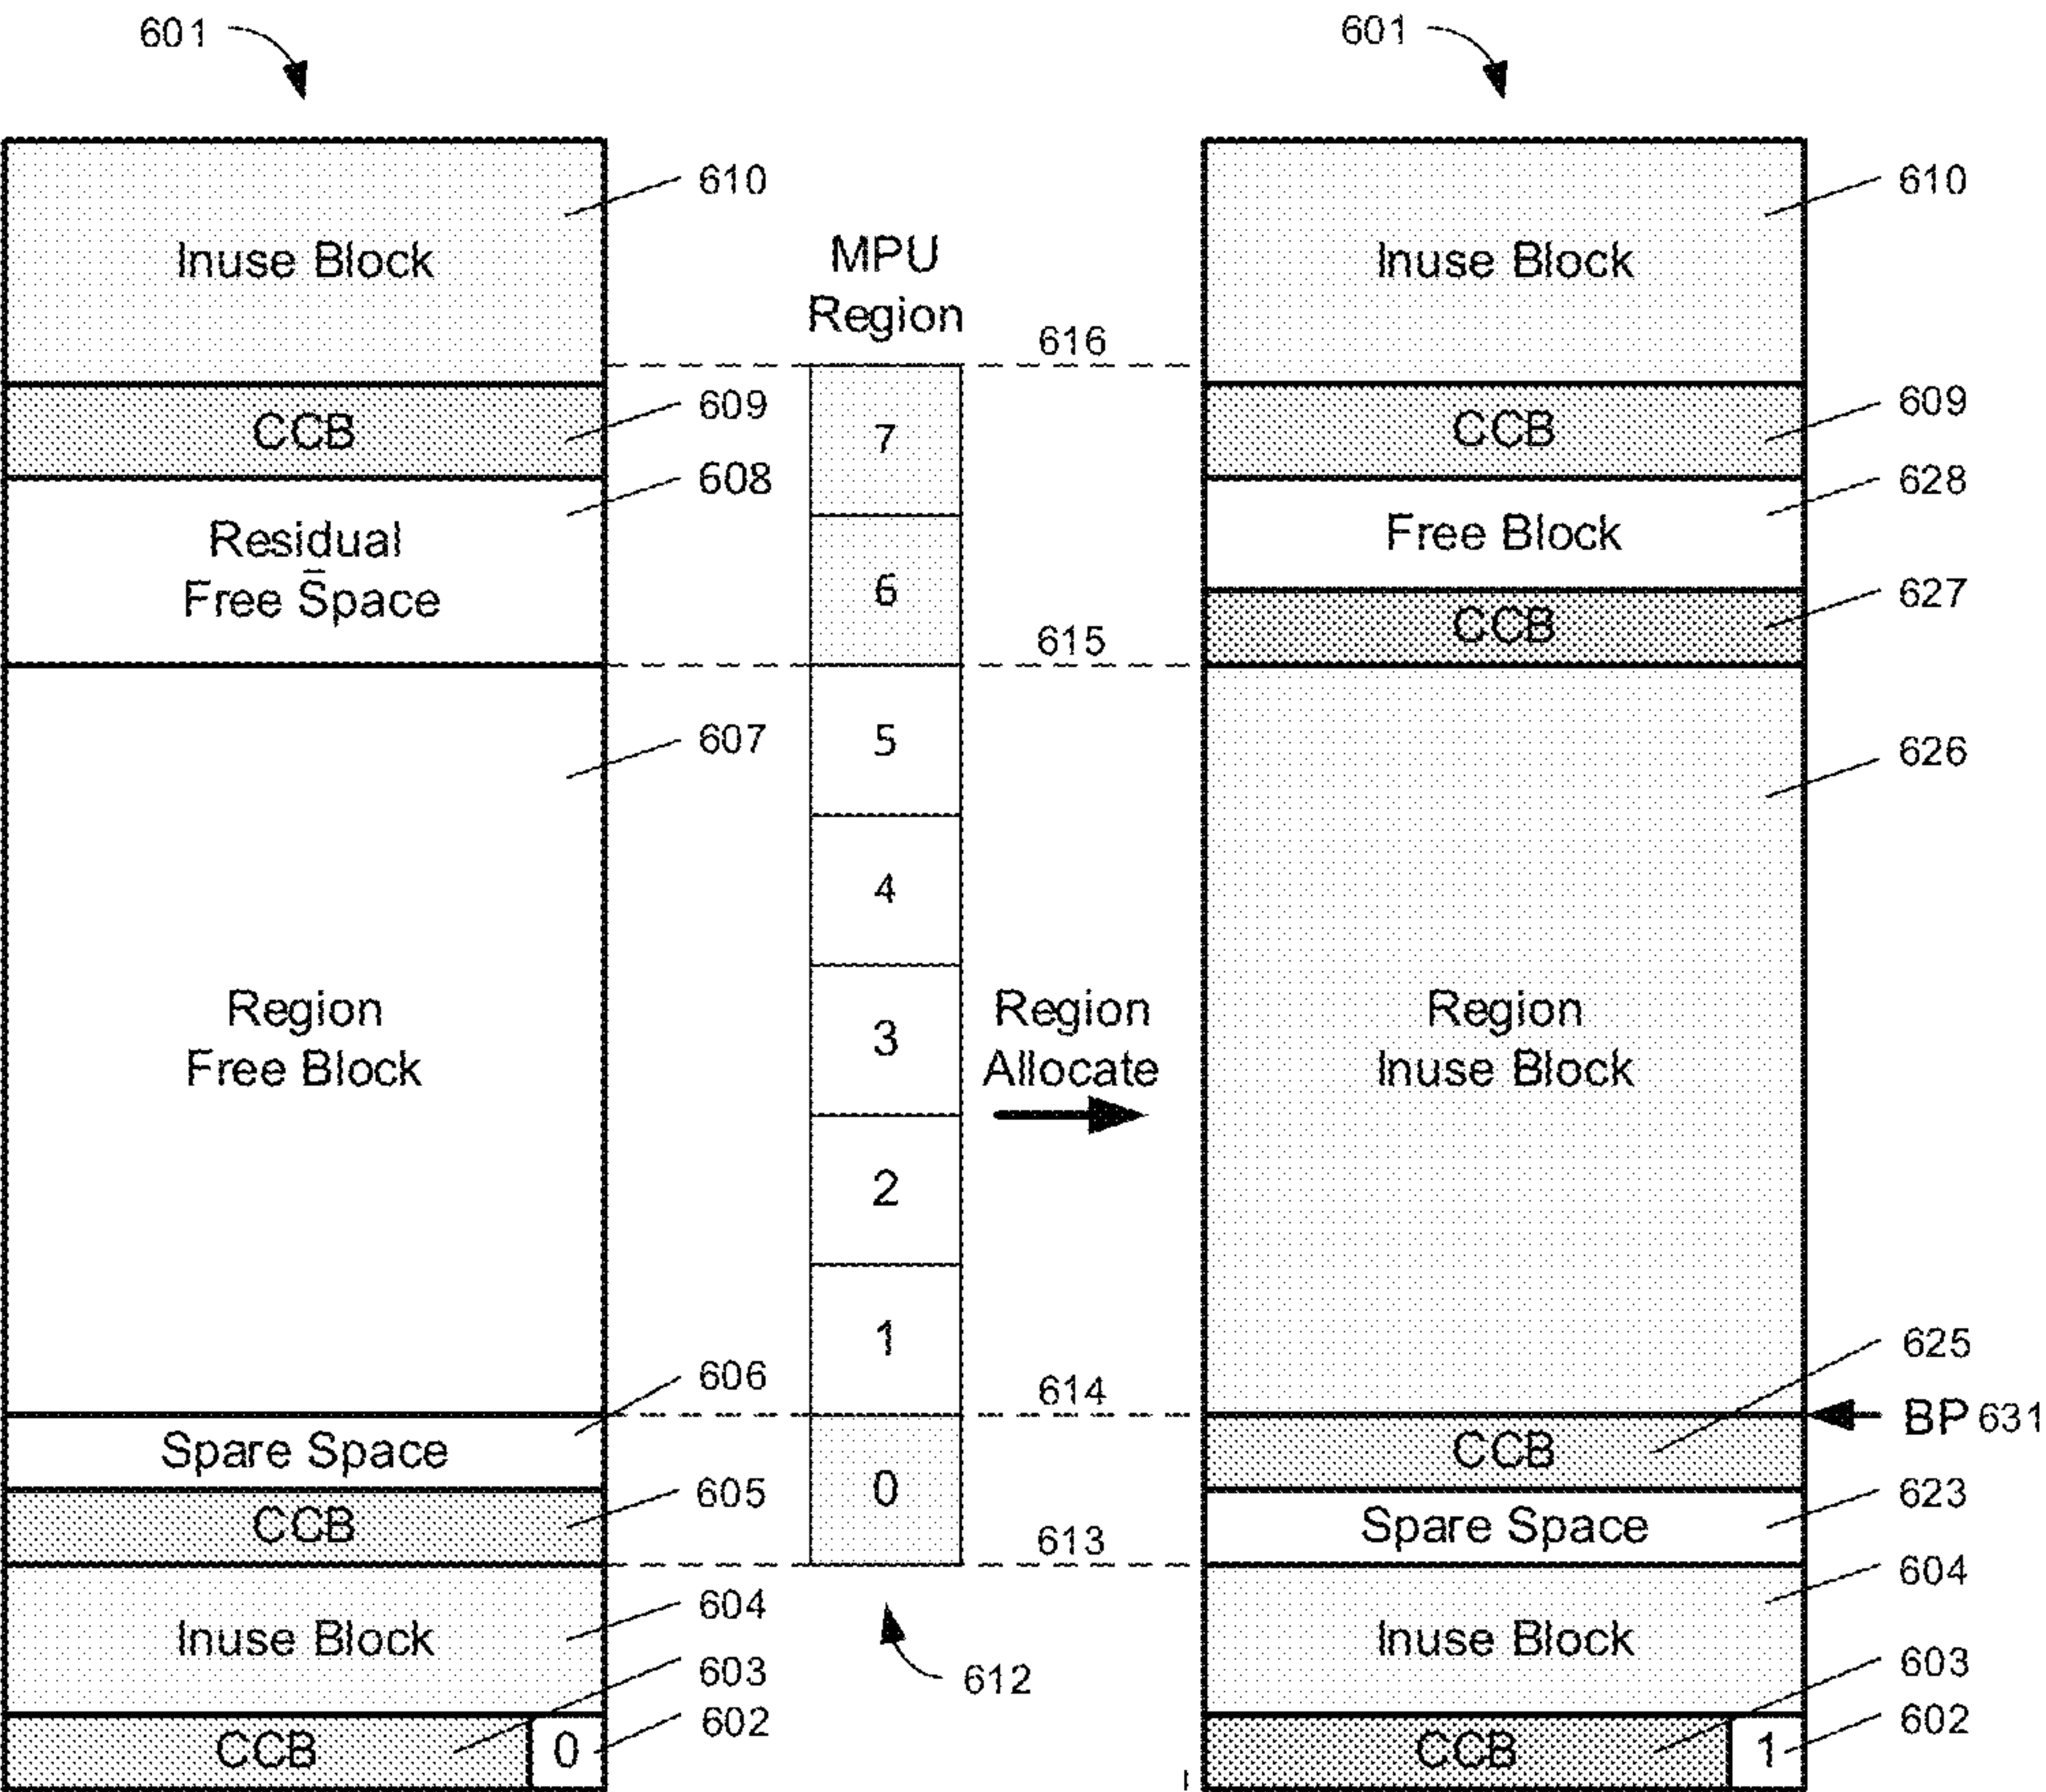 601
601
610
Inuse Block
MPU
Region
610
Inuse Block
616
609
CCB
7
609
CCB
608
Residual
Free Space
6
628
Free Block
627
CCB
615
607
5
626
4
Region
Free Block
3
Region
Allocate
Region
Inuse Block
2
1
606
614
625
BP 631
Spare Space
CCB
605
CCB
0
623
Spare Space
613
604
Inuse Block
604
Inuse Block
603
612
603
602
CCB
0
602
CCB
1